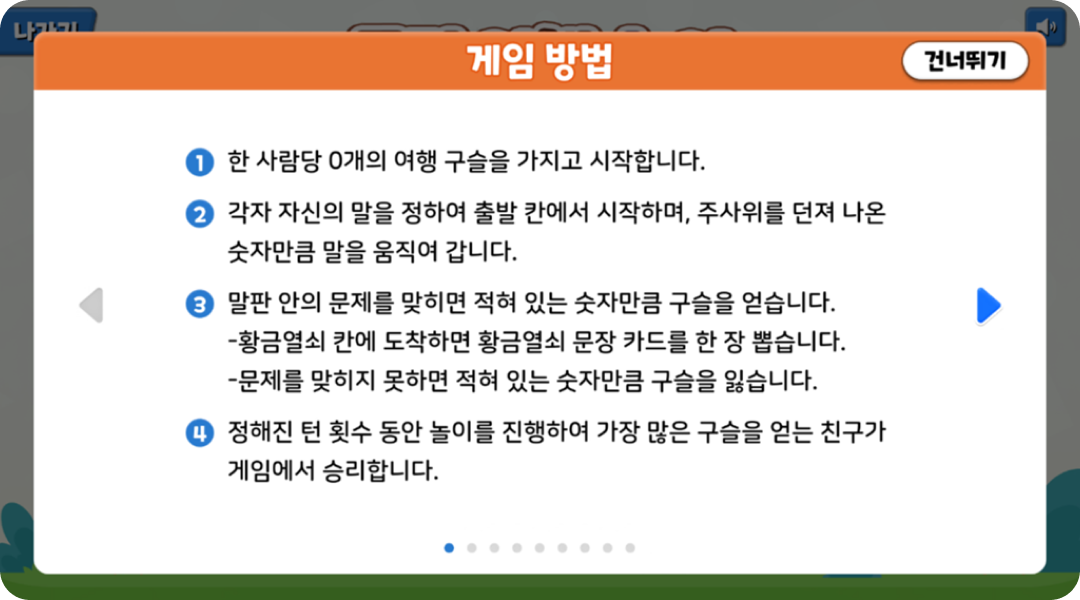 나가기
게임 방법
건너뛰기
1 한 사람당 0개의 여행 구슬을 가지고 시작합니다.
2 각자 자신의 말을 정하여 출발 칸에서 시작하며, 주사위를 던져 나온
숫자만큼 말을 움직여 갑니다.
3 말판 안의 문제를 맞히면 적혀 있는 숫자만큼 구슬을 얻습니다.
-황금열쇠 칸에 도착하면 황금열쇠 문장 카드를 한 장 뽑습니다.
-문제를 맞히지 못하면 적혀 있는 숫자만큼 구슬을 잃습니다.
4 정해진 턴 횟수 동안 놀이를 진행하여 가장 많은 구슬을 얻는 친구가
게임에서 승리합니다.